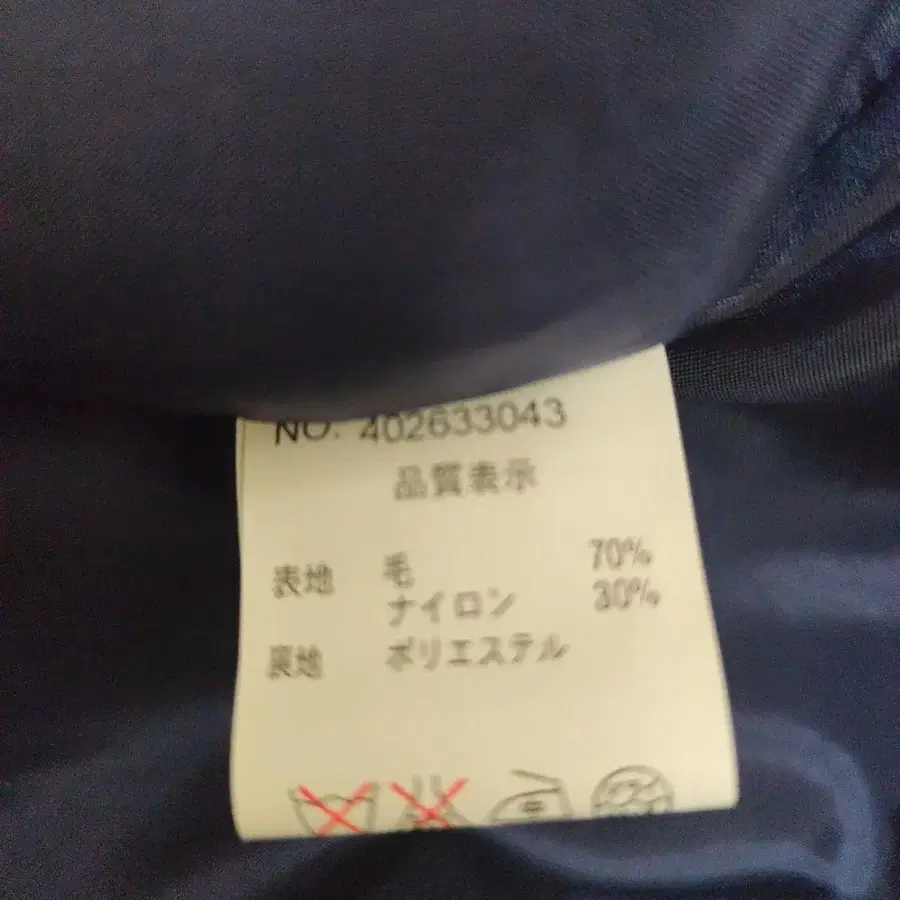 NO. 402633043
品質表示
表地 毛 70%
ナイロン 30%
裏地 ポリエステル